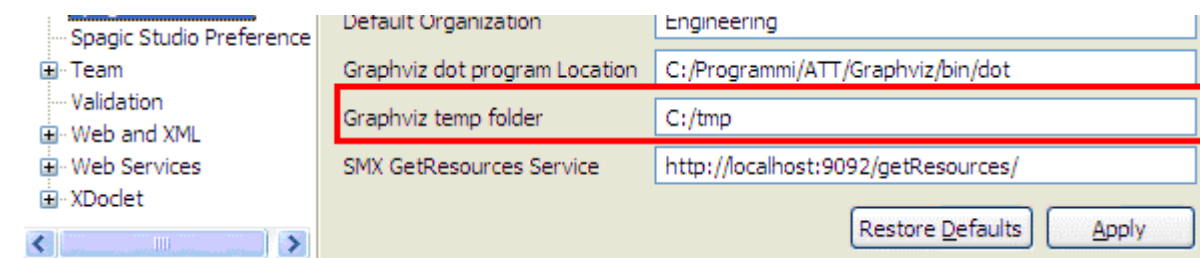 Spagic Studio Preference
Team
Validation
Web and XML
Web Services
XDoclet
Default Organization Engineering
Graphviz dot program Location C:/Programmi/ATT/Graphviz/bin/dot
Graphviz temp folder C:/tmp
SMX GetResources Service http://localhost:9092/getResources/
Restore Defaults Apply